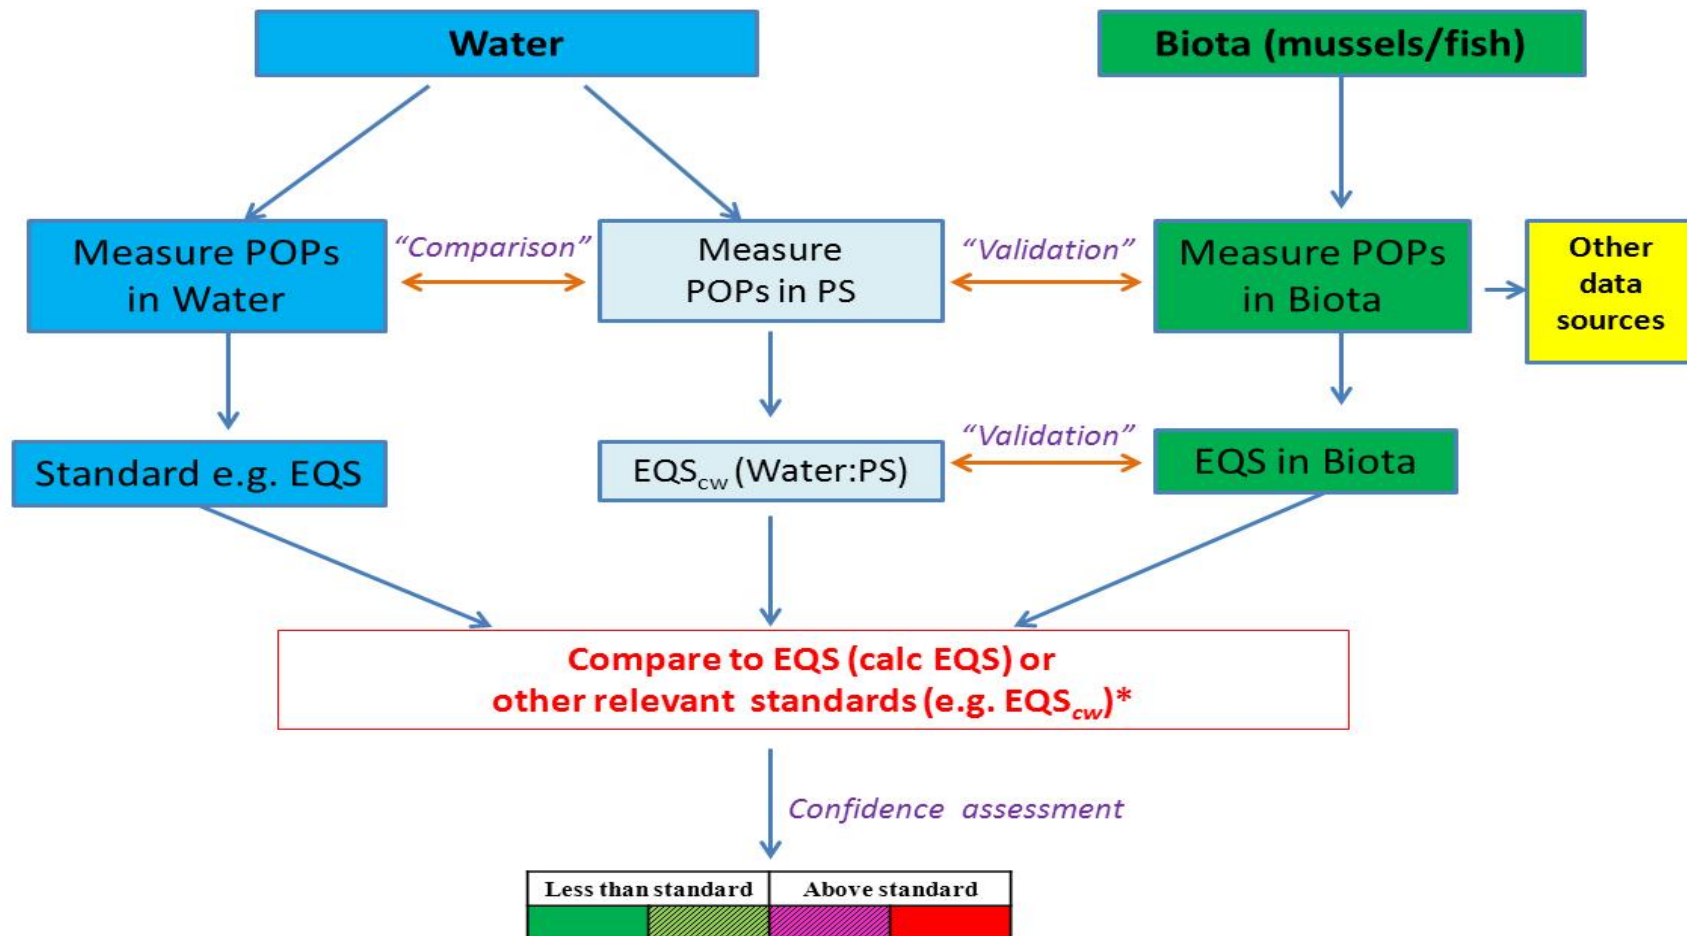 Water
Biota (mussels/fish)
Measure POPs
in Water
“Comparison”
Measure
POPs in PS
“Validation”
Measure POPs
in Biota
Other
data
sources
Standard e.g. EQS
EQScw (Water:PS)
“Validation”
EQS in Biota
Compare to EQS (calc EQS) or
other relevant standards (e.g. EQScw)*
Confidence assessment
Less than standard
Above standard